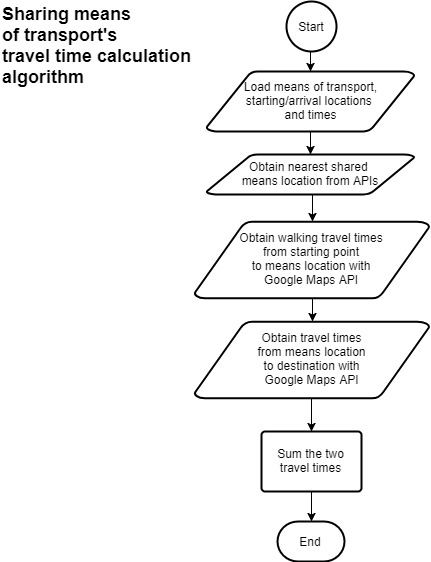 Sharing means
of transport's
travel time calculation
algorithm
Start
Load means of transport,
starting/arrival locations
and times
Obtain nearest shared
means location from APIs
Obtain walking travel times
from starting point
to means location with
Google Maps API
Obtain travel times
from means location
to destination with
Google Maps API
Sum the two
travel times
End